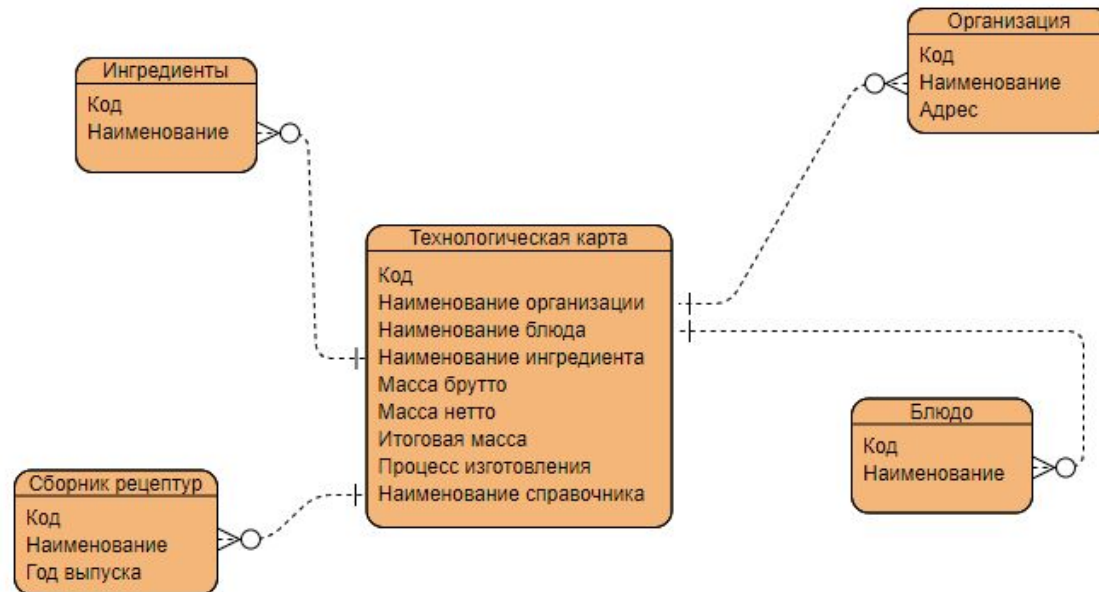 Ингредиенты
Код
Наименование
Организация
Код
Наименование
Адрес
Технологическая карта
Код
Наименование организации
Наименование блюда
Наименование ингредиента
Масса брутто
Масса нетто
Итоговая масса
Процесс изготовления
Наименование справочника
Блюдо
Код
Наименование
Сборник рецептур
Код
Наименование
Год выпуска